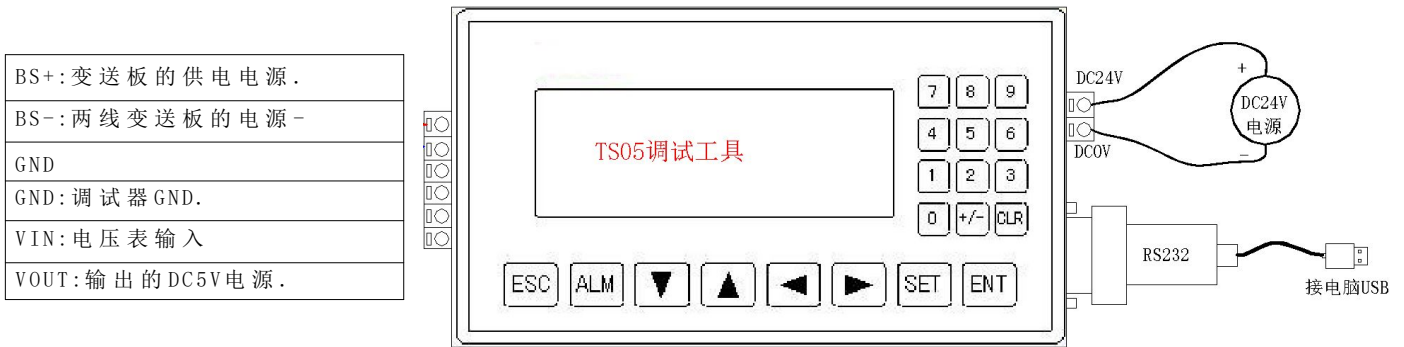 BS+:变送板的供电电源.
BS-:两线变送板的电源-
GND
GND:调试器GND.
VIN:电压表输入
VOUT:输出的DC5V电源.
TS05调试工具
7 8 9
4 5 6
1 2 3
0 +/- CLR
ESC ALM SET ENT
DC24V
DC0V
+
DC24V
电源
-
RS232
接电脑USB